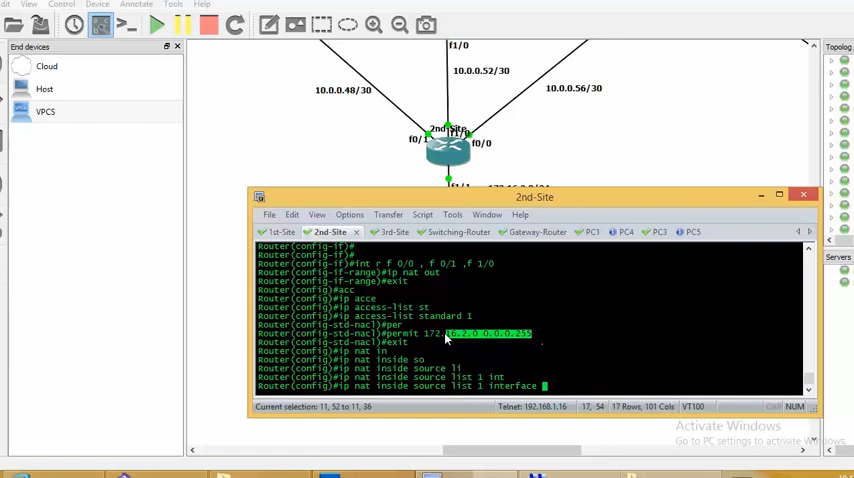 dit View Control Device Annotate Tools Help
End devices
Cloud
Host
VPCS
Topolog
Servers
f1/0
10.0.0.52/30
10.0.0.48/30
10.0.0.56/30
2nd-Site
f0/1
f1/0
f0/0
f1/1
2nd-Site
File Edit View Options Transfer Script Tools Window Help
1st-Site 2nd-Site 3rd-Site Switching-Router Gateway-Router PC1 PC4 PC3 PC5
Router(config-if)#
Router(config-if)#
Router(config-if)#int r f 0/0 , f 0/1 ,f 1/0
Router(config-if-range)#ip nat out
Router(config-if-range)#exit
Router(config)#acc
Router(config)#ip acce
Router(config)#ip access-list st
Router(config)#ip access-list standard 1
Router(config-std-nacl)#per
Router(config-std-nacl)#permit 172.16.2.0 0.0.0.255
Router(config-std-nacl)#exit
Router(config)#ip nat in
Router(config)#ip nat inside so
Router(config)#ip nat inside source li
Router(config)#ip nat inside source list 1 int
Router(config)#ip nat inside source list 1 interface
Current selection: 11, 52 to 11, 36 Telnet: 192.168.1.16 17, 54 17 Rows, 101 Cols VT100 CAP NUM
Activate Windows
Go to PC settings to activate Windows.